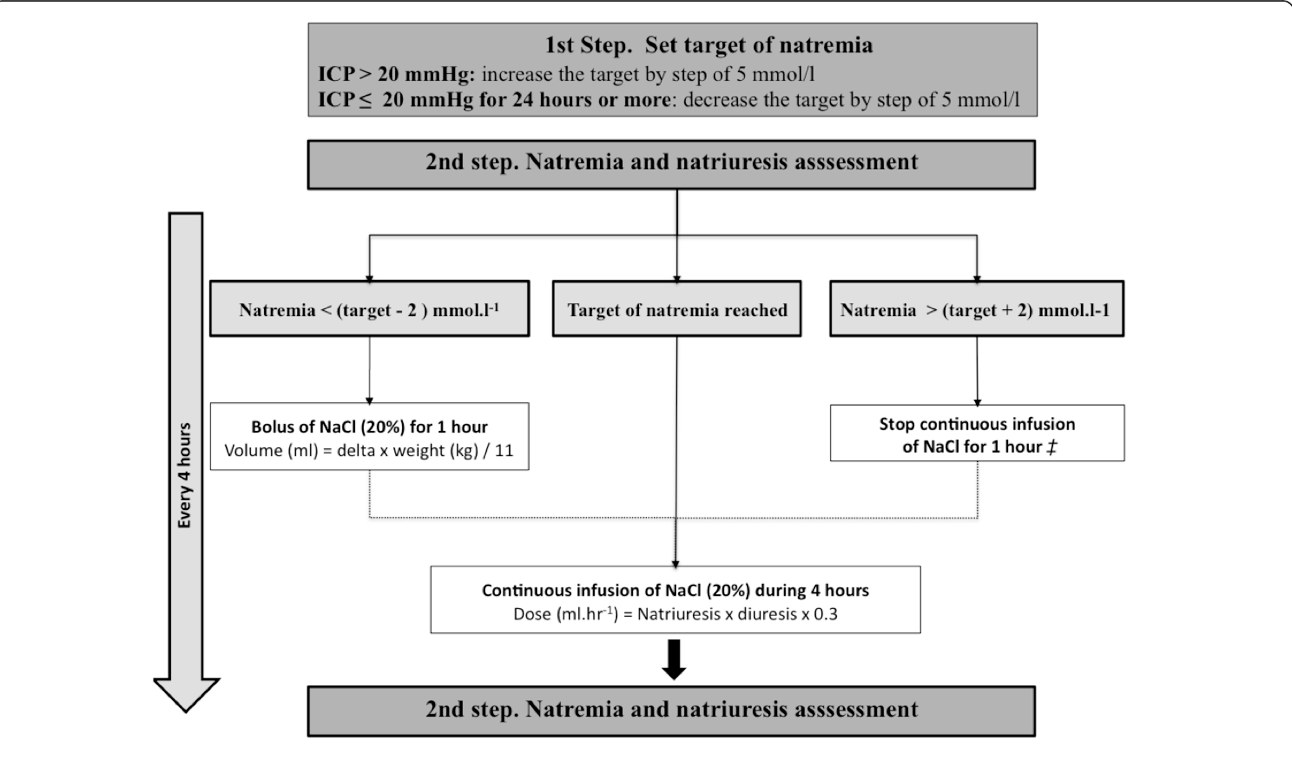 1st Step. Set target of natremia
ICP > 20 mmHg: increase the target by step of 5 mmol/l
ICP ≤ 20 mmHg for 24 hours or more: decrease the target by step of 5 mmol/l
2nd step. Natremia and natriuresis asssessment
Natremia < (target - 2 ) mmol.l-1
Target of natremia reached
Natremia > (target + 2) mmol.l-1
Bolus of NaCl (20%) for 1 hour
Volume (ml) = delta x weight (kg) / 11
Stop continuous infusion
of NaCl for 1 hour ‡
Every 4 hours
Continuous infusion of NaCl (20%) during 4 hours
Dose (ml.hr-1) = Natriuresis x diuresis x 0.3
2nd step. Natremia and natriuresis asssessment